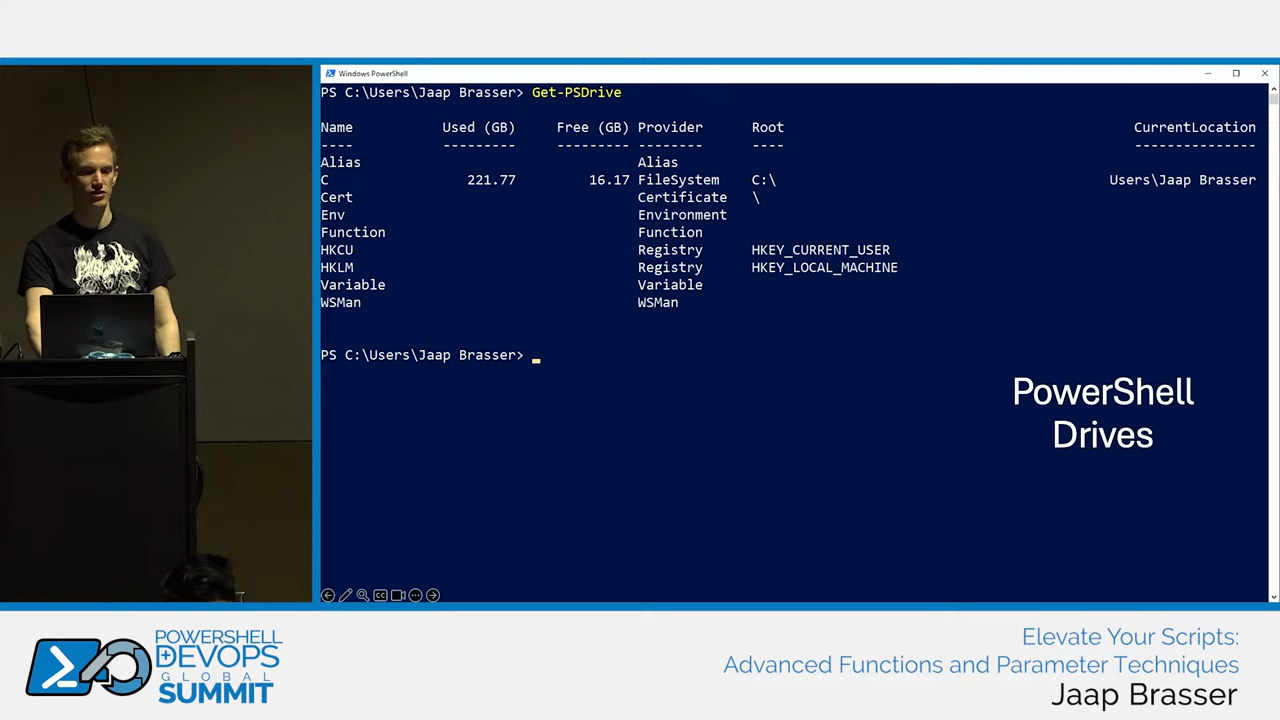 Windows PowerShell
PS C:\Users\Jaap Brasser> Get-PSDrive
Name Used (GB) Free (GB) Provider Root CurrentLocation
---- --------- --------- -------- ---- ---------------
Alias Alias
C 221.77 16.17 FileSystem C:\ Users\Jaap Brasser
Cert Certificate \
Env Environment
Function Function
HKCU Registry HKEY_CURRENT_USER
HKLM Registry HKEY_LOCAL_MACHINE
Variable Variable
WSMan WSMan
PS C:\Users\Jaap Brasser>
PowerShell
Drives
CC
POWERSHELL
DEVOPS
GLOBAL
SUMMIT
Elevate Your Scripts:
Advanced Functions and Parameter Techniques
Jaap Brasser